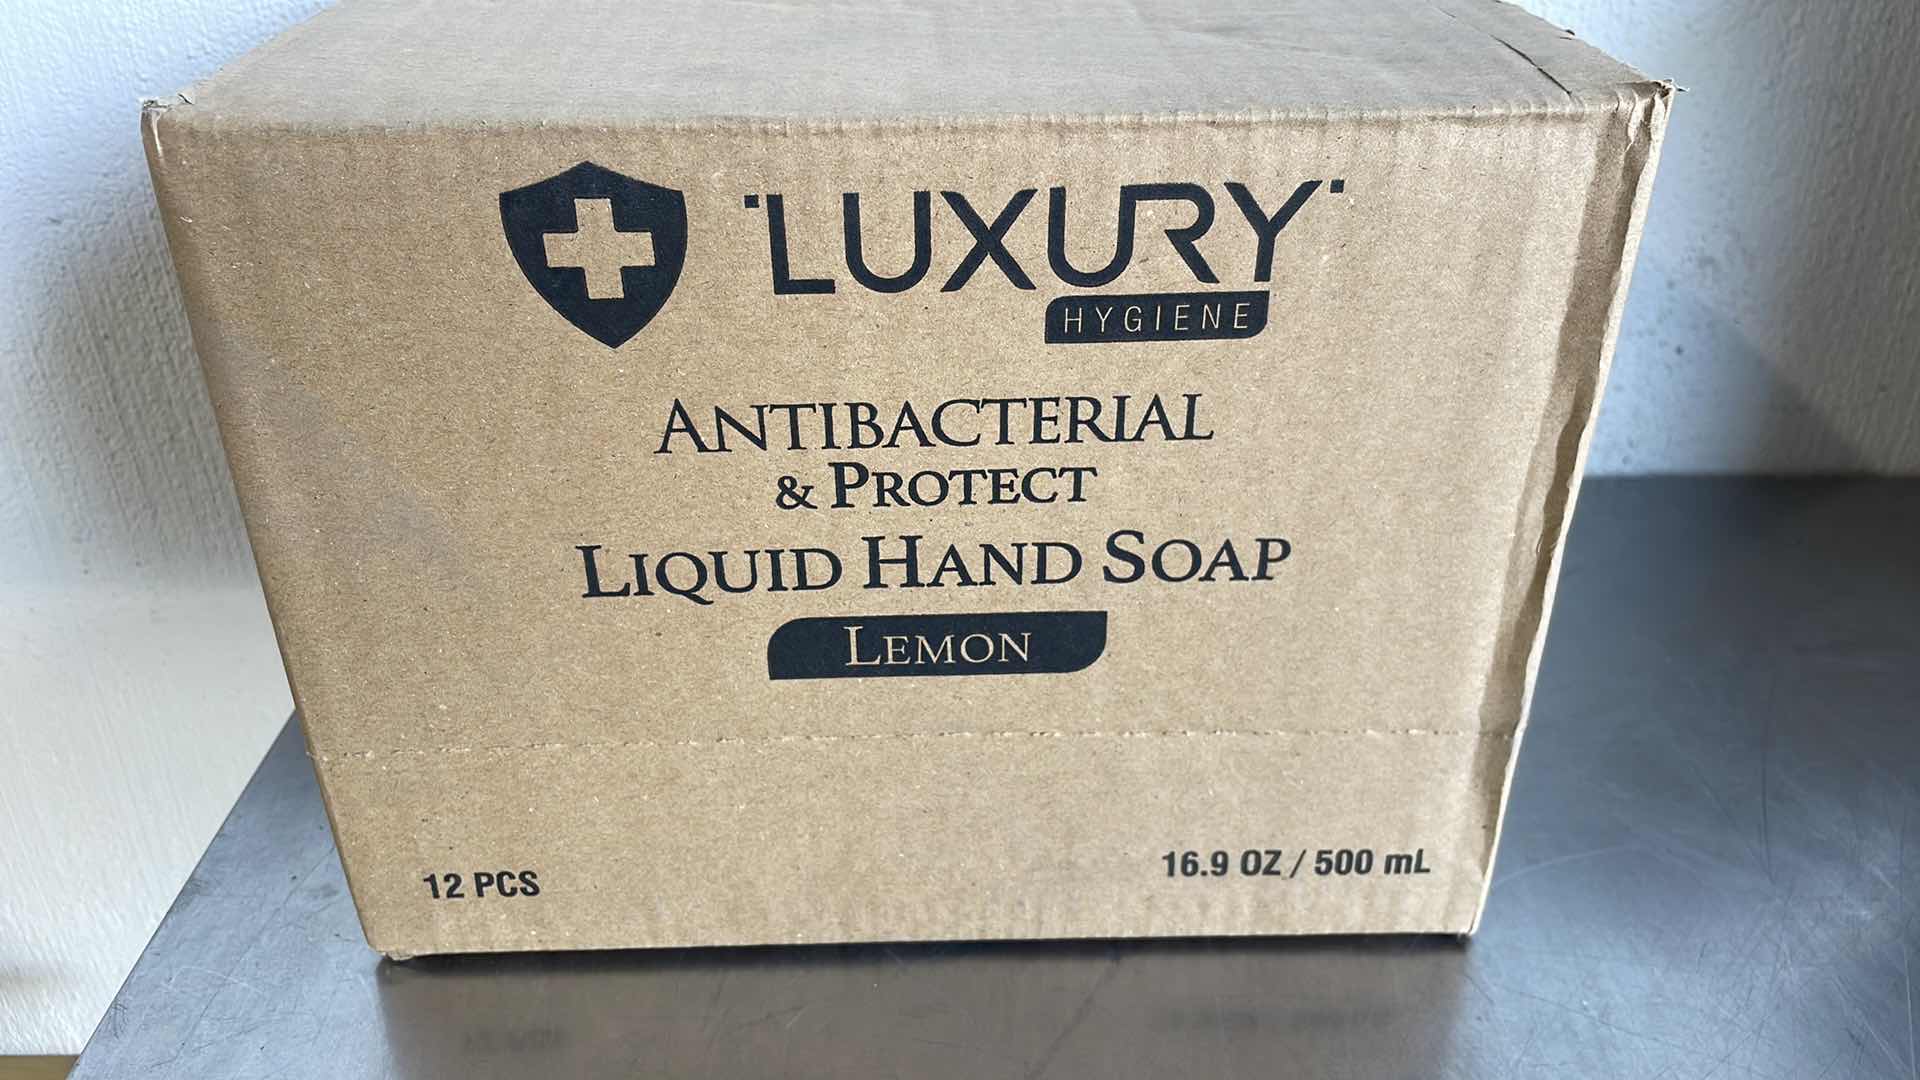 LUXURY
HYGIENE
ANTIBACTERIAL
& PROTECT
LIQUID HAND SOAP
LEMON
12 PCS
16.9 OZ / 500 mL